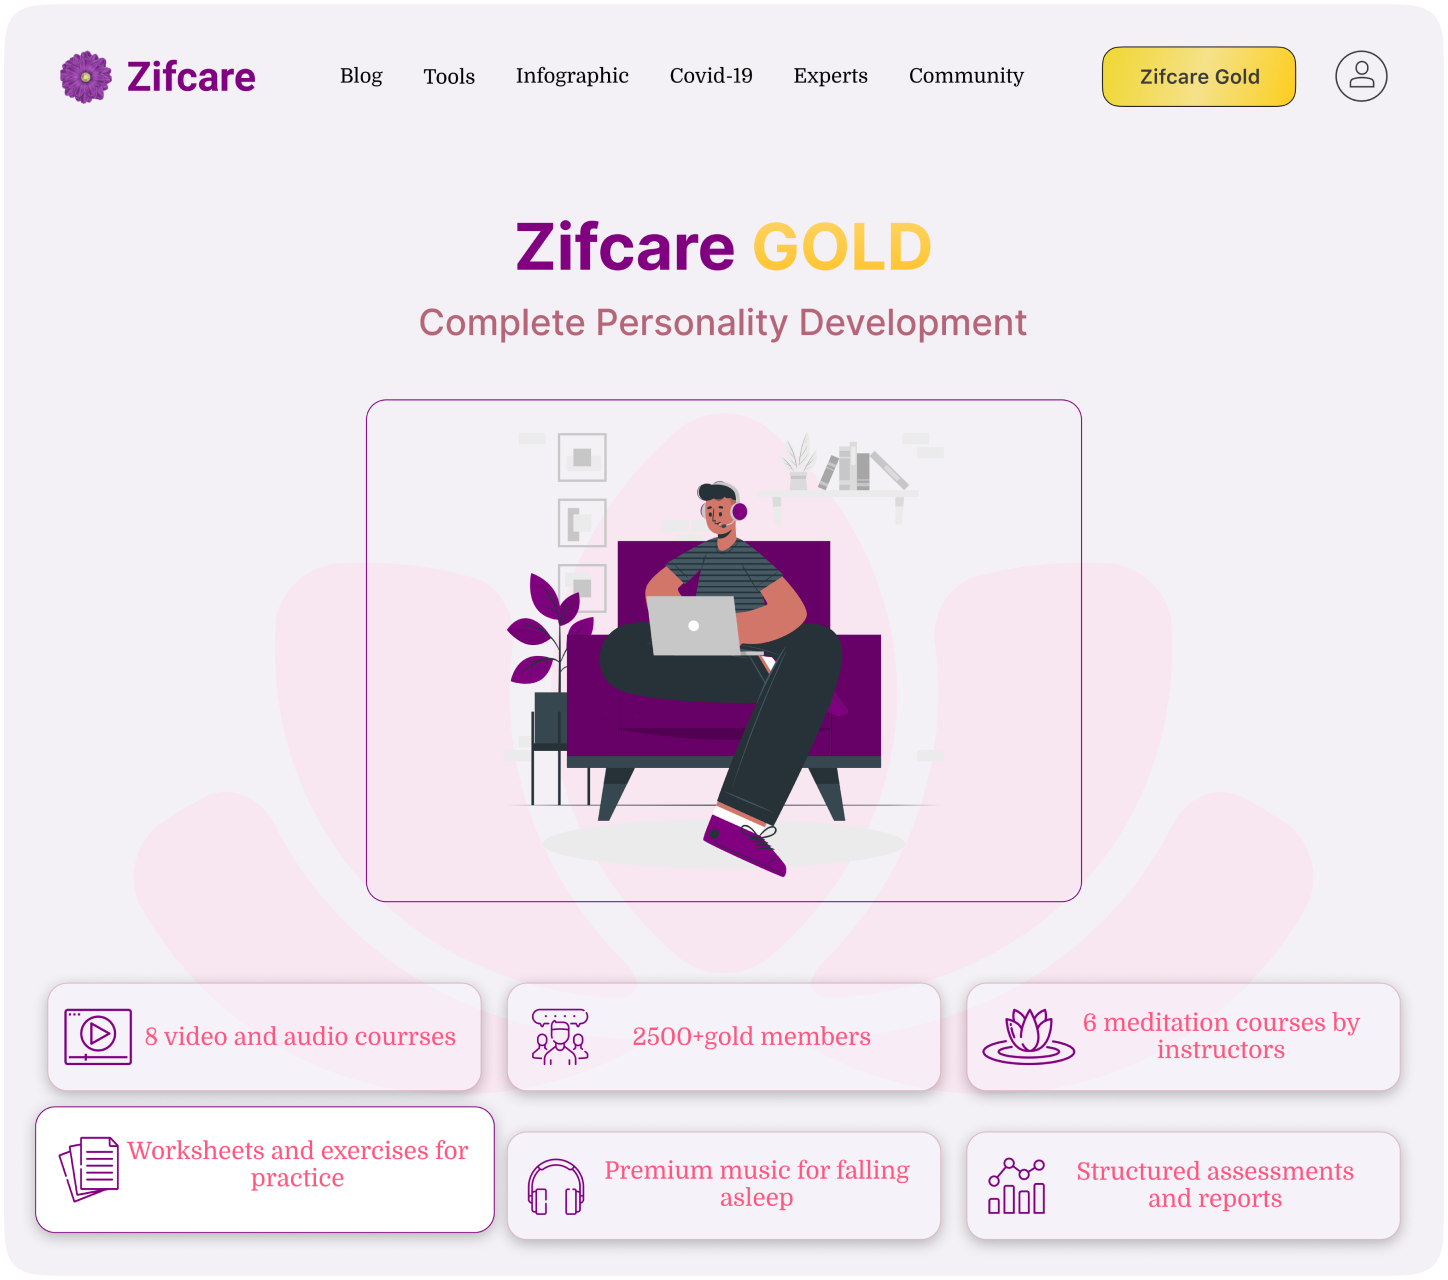 Zifcare
Blog
Tools
Infographic
Covid-19
Experts
Community
Zifcare Gold
Zifcare GOLD
Complete Personality Development
8 video and audio courrses
2500+gold members
6 meditation courses by
instructors
Worksheets and exercises for
practice
Premium music for falling
asleep
Structured assessments
and reports